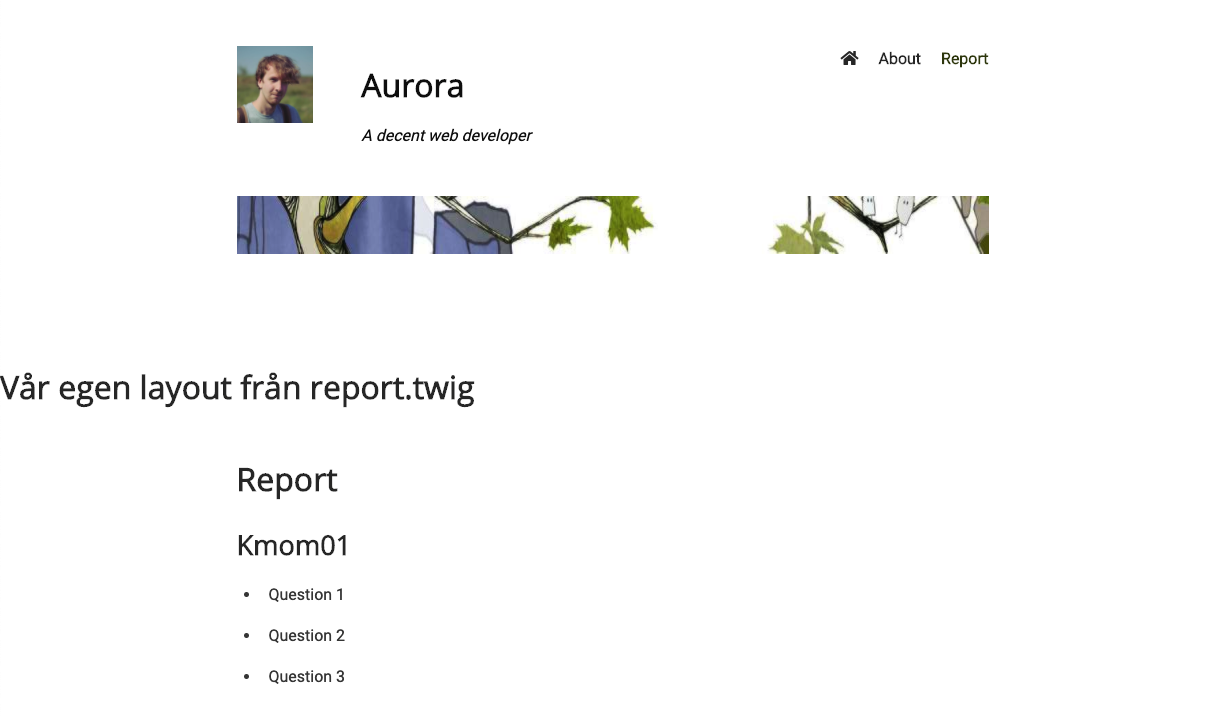 Aurora
A decent web developer
About
Report
Vår egen layout från report.twig
Report
Kmom01
Question 1
Question 2
Question 3